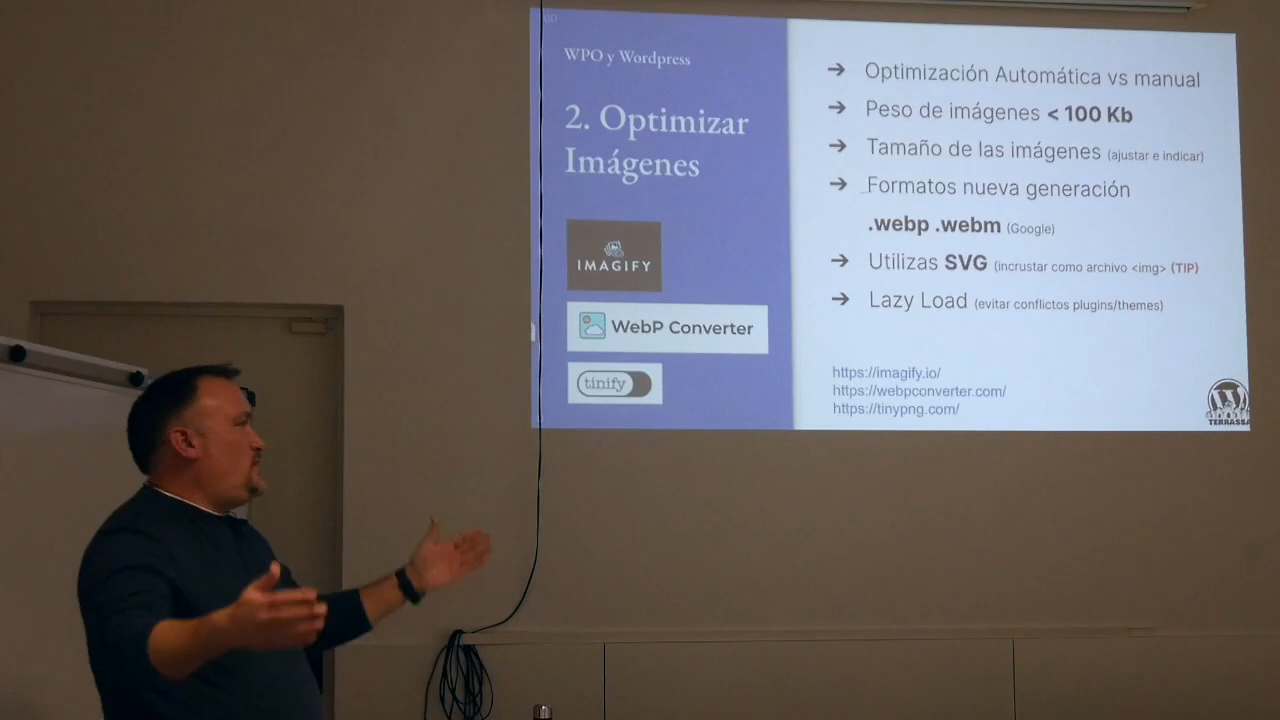 WPO y Wordpress
2. Optimizar
Imágenes
IMAGIFY
WebP Converter
tinify
➔ Optimización Automática vs manual
➔ Peso de imágenes < 100 Kb
➔ Tamaño de las imágenes (ajustar e indicar)
➔ Formatos nueva generación
.webp .webm (Google)
➔ Utilizas SVG (incrustar como archivo <img> (TIP)
➔ Lazy Load (evitar conflictos plugins/themes)
https://imagify.io/
https://webpconverter.com/
https://tinypng.com/
TERRASSA